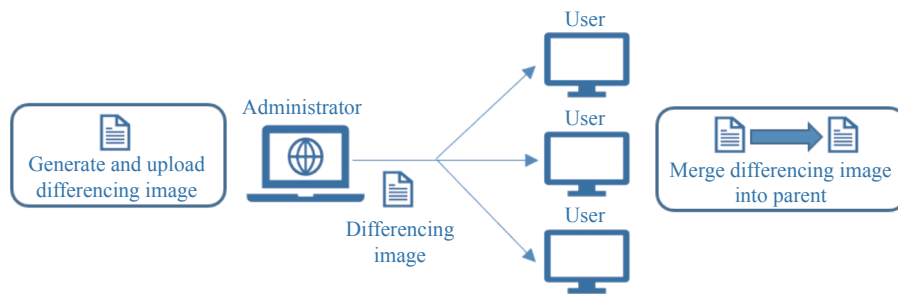 Generate and upload
differencing image
Administrator
Differencing
image
User
User
User
Merge differencing image
into parent